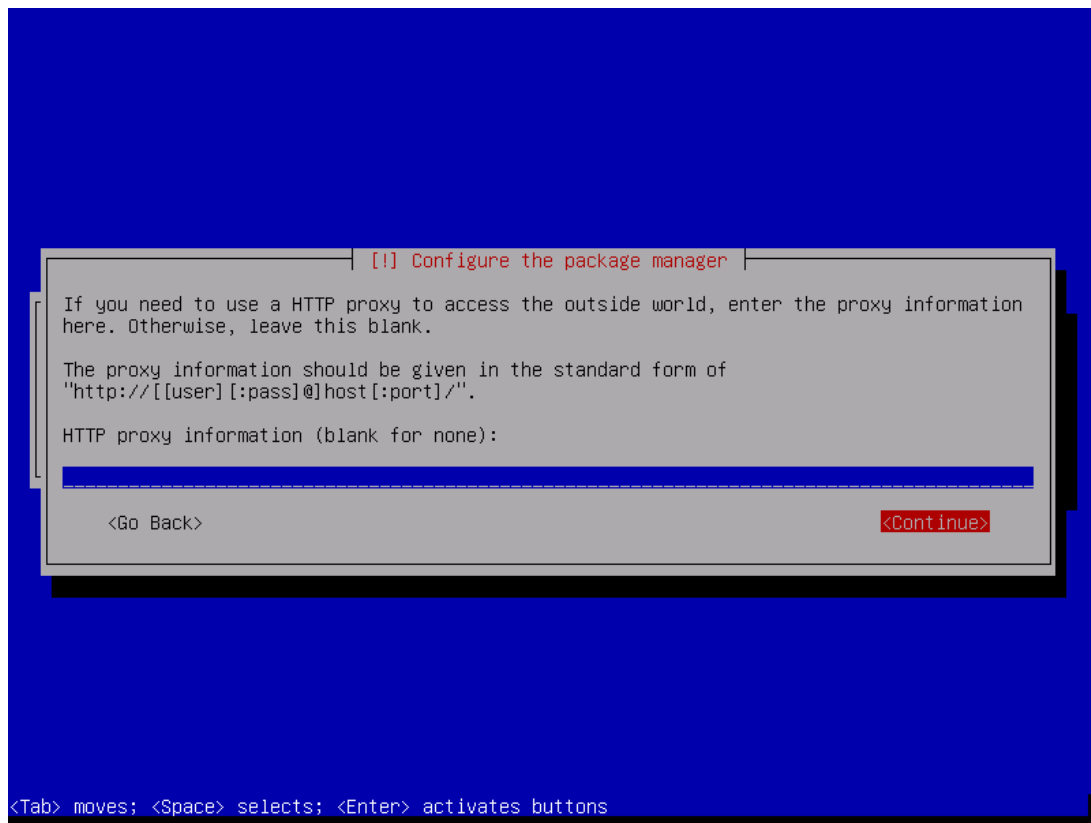 [!] Configure the package manager
If you need to use a HTTP proxy to access the outside world, enter the proxy information
here. Otherwise, leave this blank.
The proxy information should be given in the standard form of
"http://[[user][:pass]@]host[:port]/".
HTTP proxy information (blank for none):
<Go Back> <Continue>
<Tab> moves; <Space> selects; <Enter> activates buttons